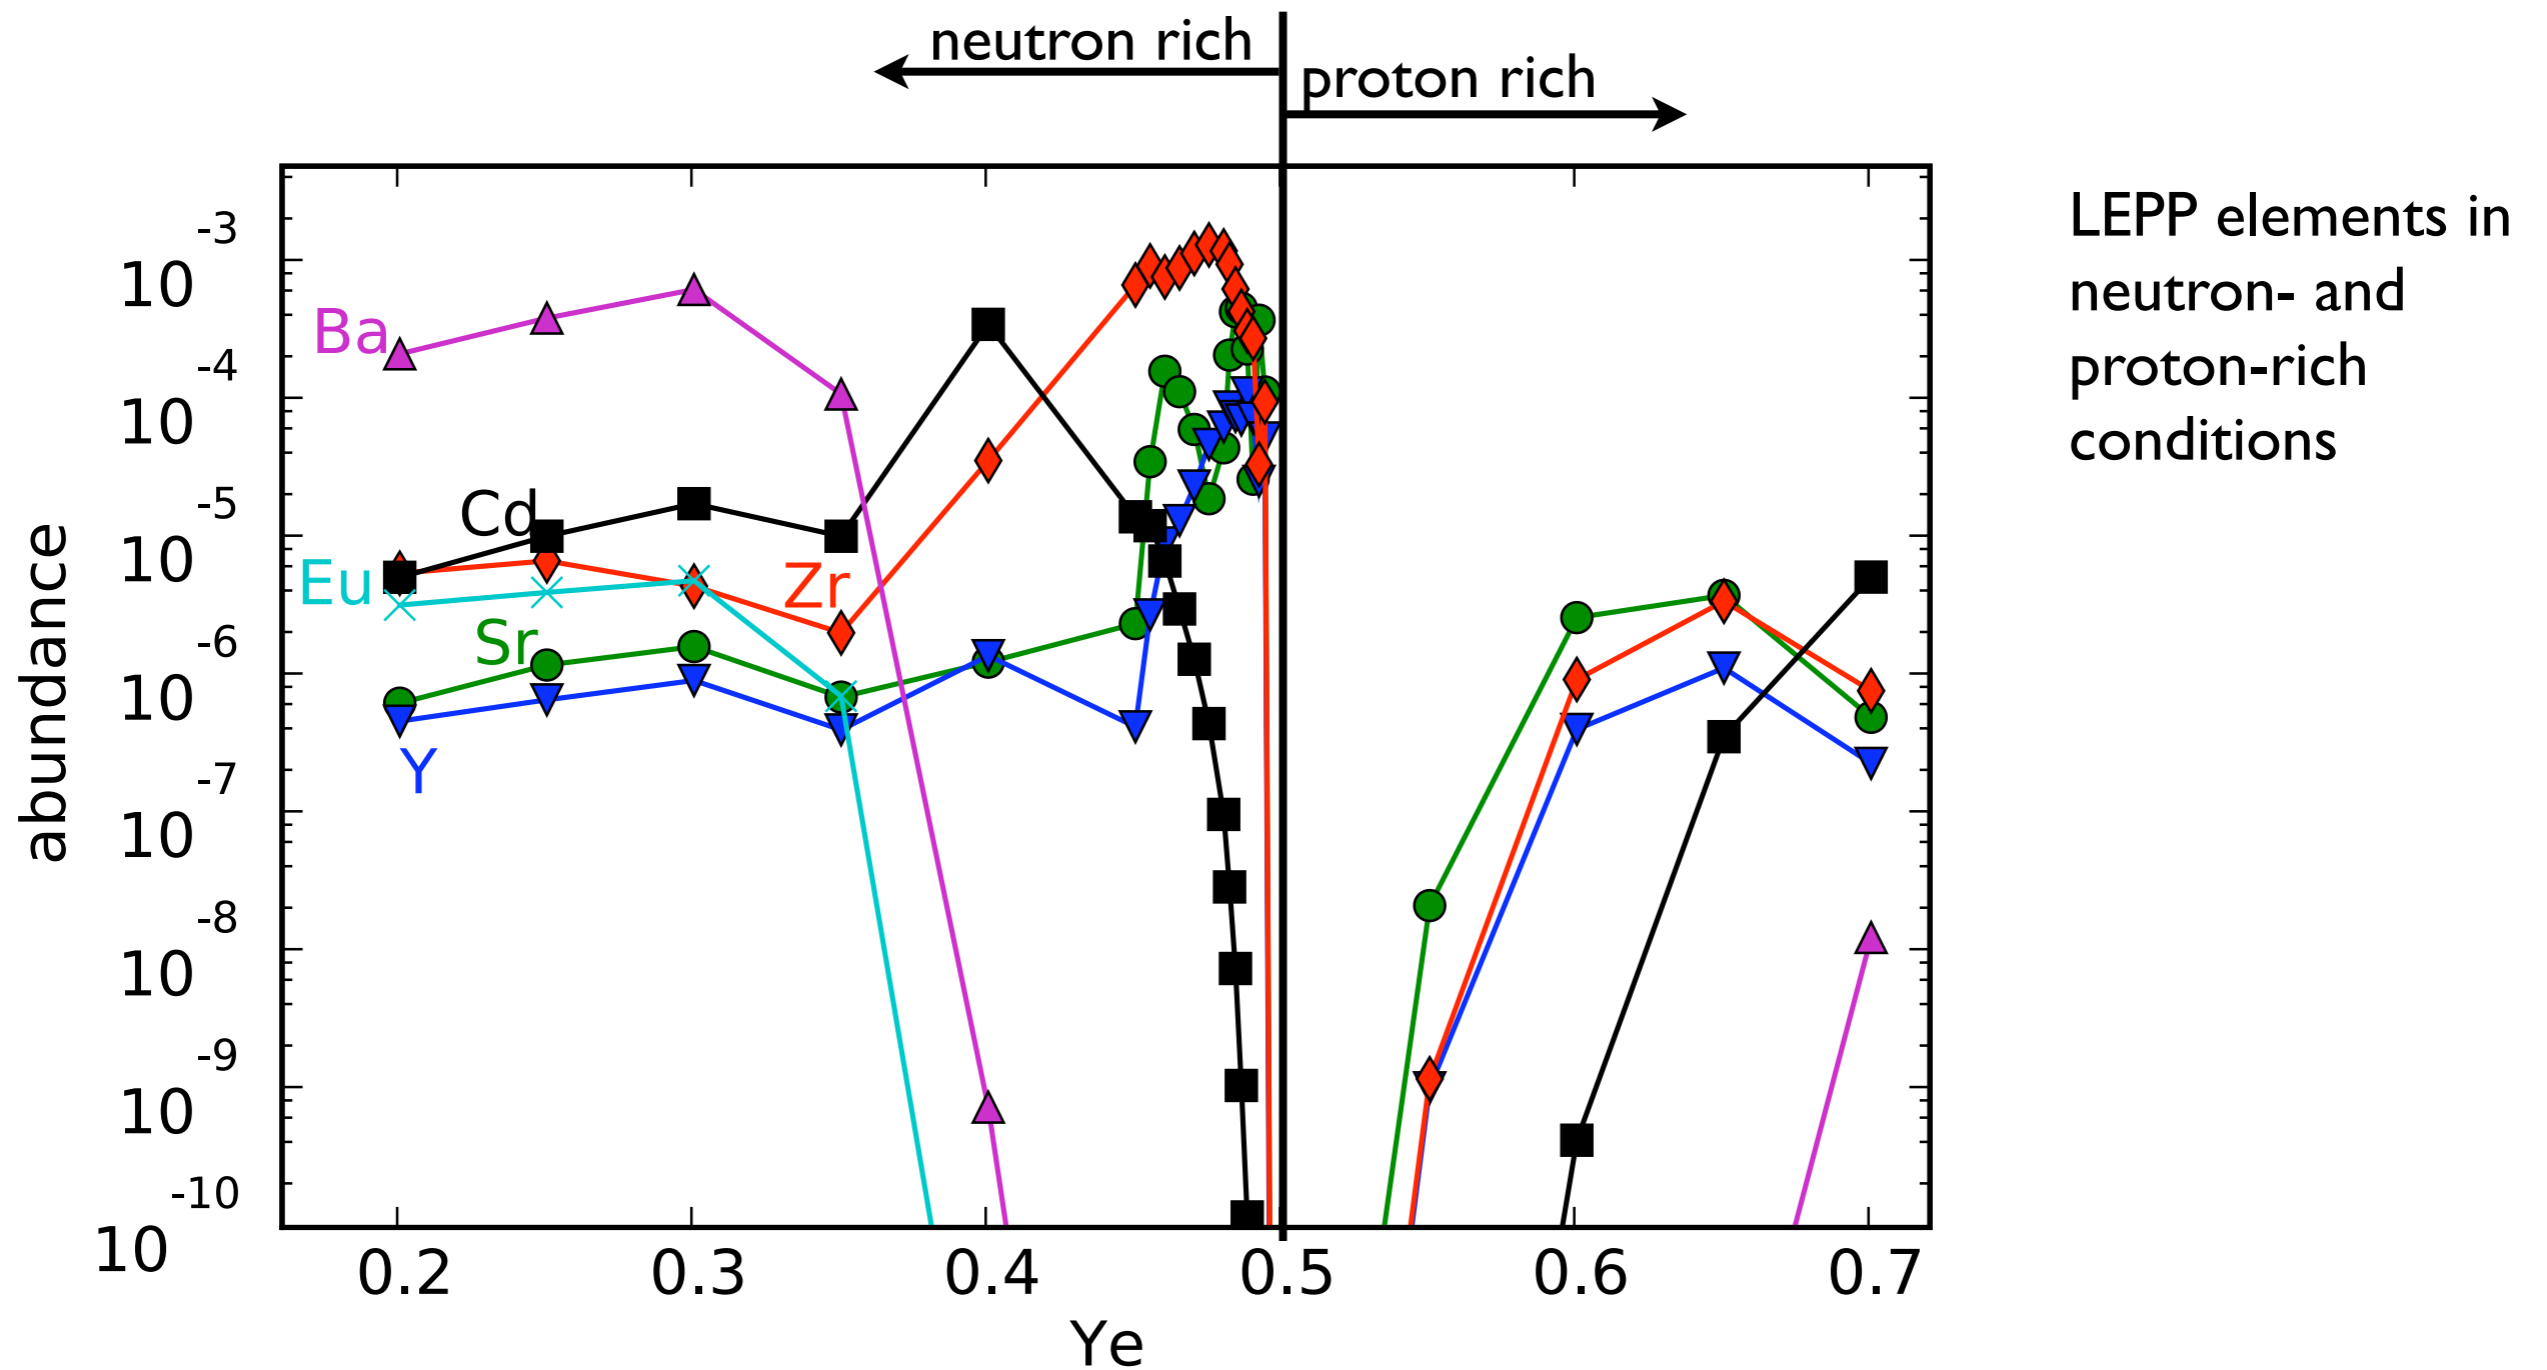 neutron rich
proton rich
LEPP elements in
neutron- and
proton-rich
conditions
abundance
10-3
10-4
10-5
10-6
10-7
10-8
10-9
10-10
Ba
Cd
Eu
Zr
Sr
Y
0.2 0.3 0.4 0.5 0.6 0.7
Ye